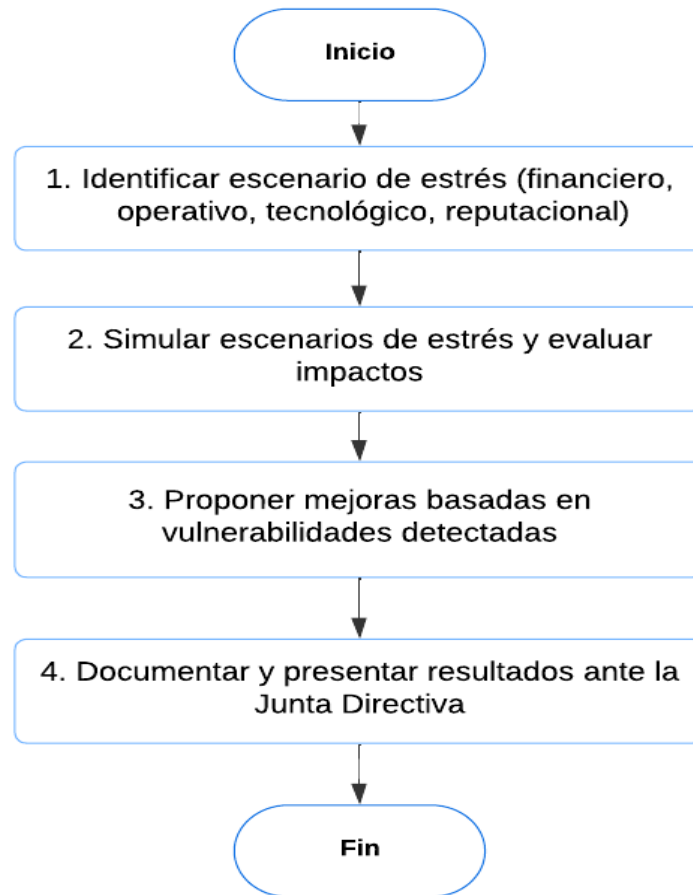 Inicio
1. Identificar escenario de estrés (financiero,
operativo, tecnológico, reputacional)
2. Simular escenarios de estrés y evaluar
impactos
3. Proponer mejoras basadas en
vulnerabilidades detectadas
4. Documentar y presentar resultados ante la
Junta Directiva
Fin